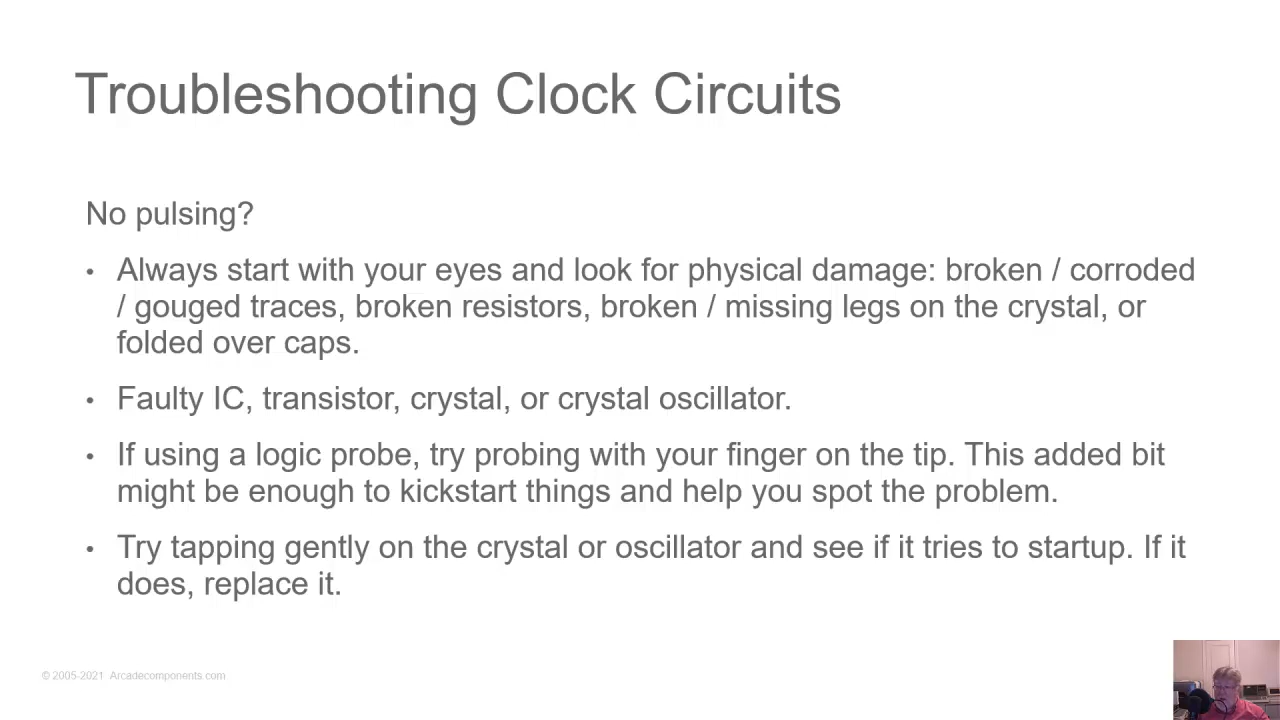 Troubleshooting Clock Circuits
No pulsing?
• Always start with your eyes and look for physical damage: broken / corroded
/ gouged traces, broken resistors, broken / missing legs on the crystal, or
folded over caps.
• Faulty IC, transistor, crystal, or crystal oscillator.
• If using a logic probe, try probing with your finger on the tip. This added bit
might be enough to kickstart things and help you spot the problem.
• Try tapping gently on the crystal or oscillator and see if it tries to startup. If it
does, replace it.
© 2005-2021 Arcadecomponents.com